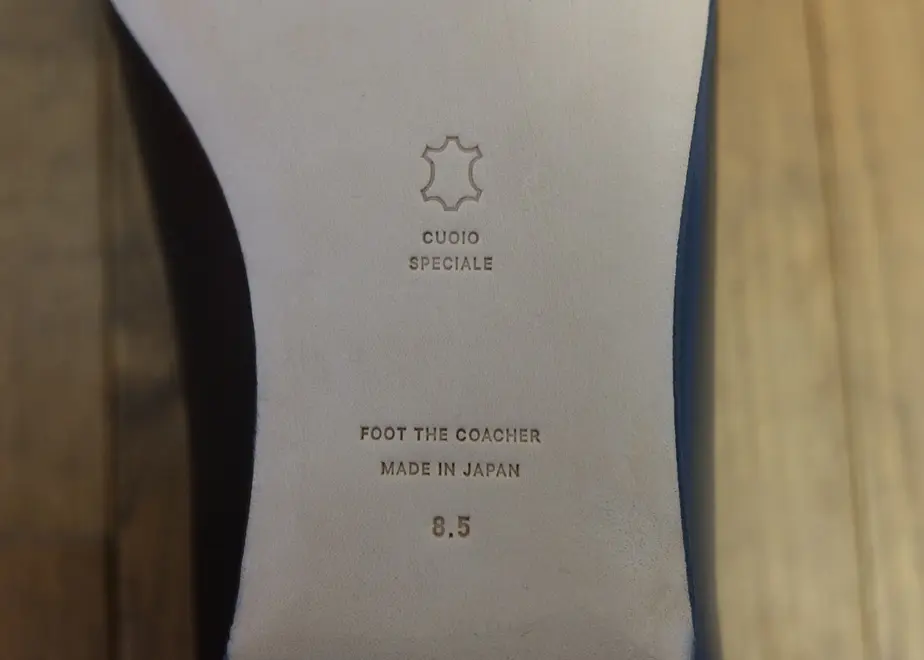 CUOIO
SPECIALE
FOOT THE COACHER
MADE IN JAPAN
8.5